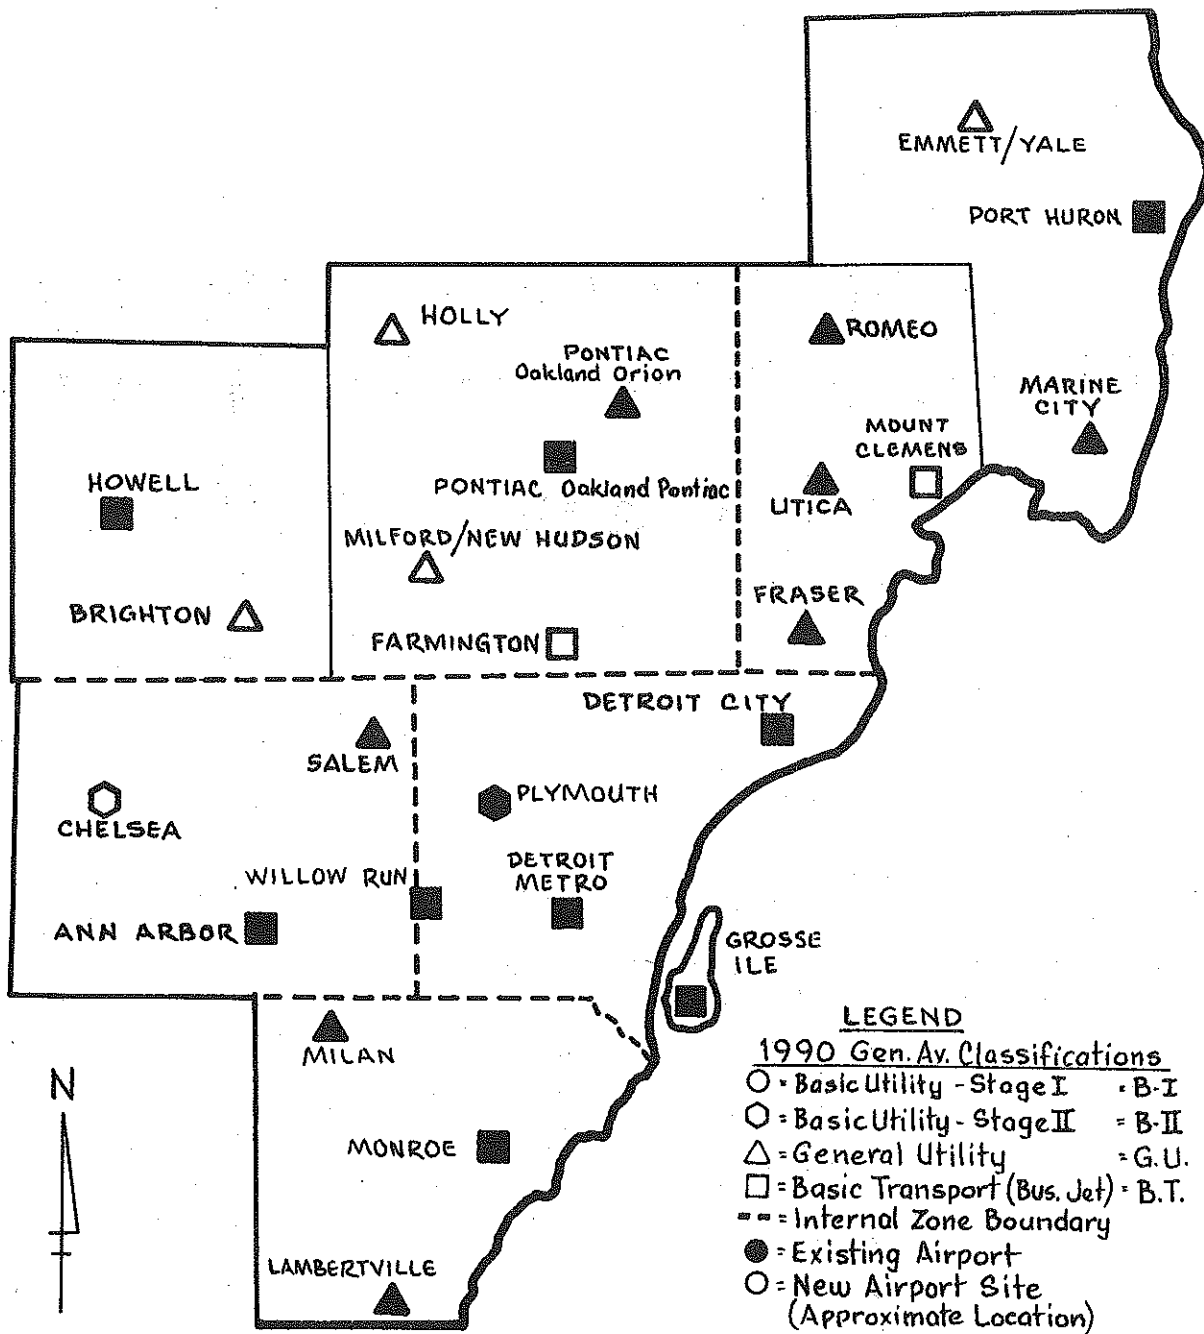 EMMETT/YALE
PORT HURON
HOLLY
ROMEO
PONTIAC
Oakland Orion
MARINE
CITY
MOUNT
CLEMENS
HOWELL
PONTIAC Oakland Pontiac
UTICA
MILFORD/NEW HUDSON
FRASER
BRIGHTON
FARMINGTON
DETROIT CITY
SALEM
PLYMOUTH
CHELSEA
DETROIT
METRO
WILLOW RUN
ANN ARBOR
GROSSE
ILE
MILAN
MONROE
LAMBERTVILLE
N
LEGEND
1990 Gen. Av. Classifications
= Basic Utility - Stage I = B-I
= Basic Utility - Stage II = B-II
= General Utility = G.U.
= Basic Transport (Bus. Jet) = B.T.
= Internal Zone Boundary
= Existing Airport
= New Airport Site
(Approximate Location)